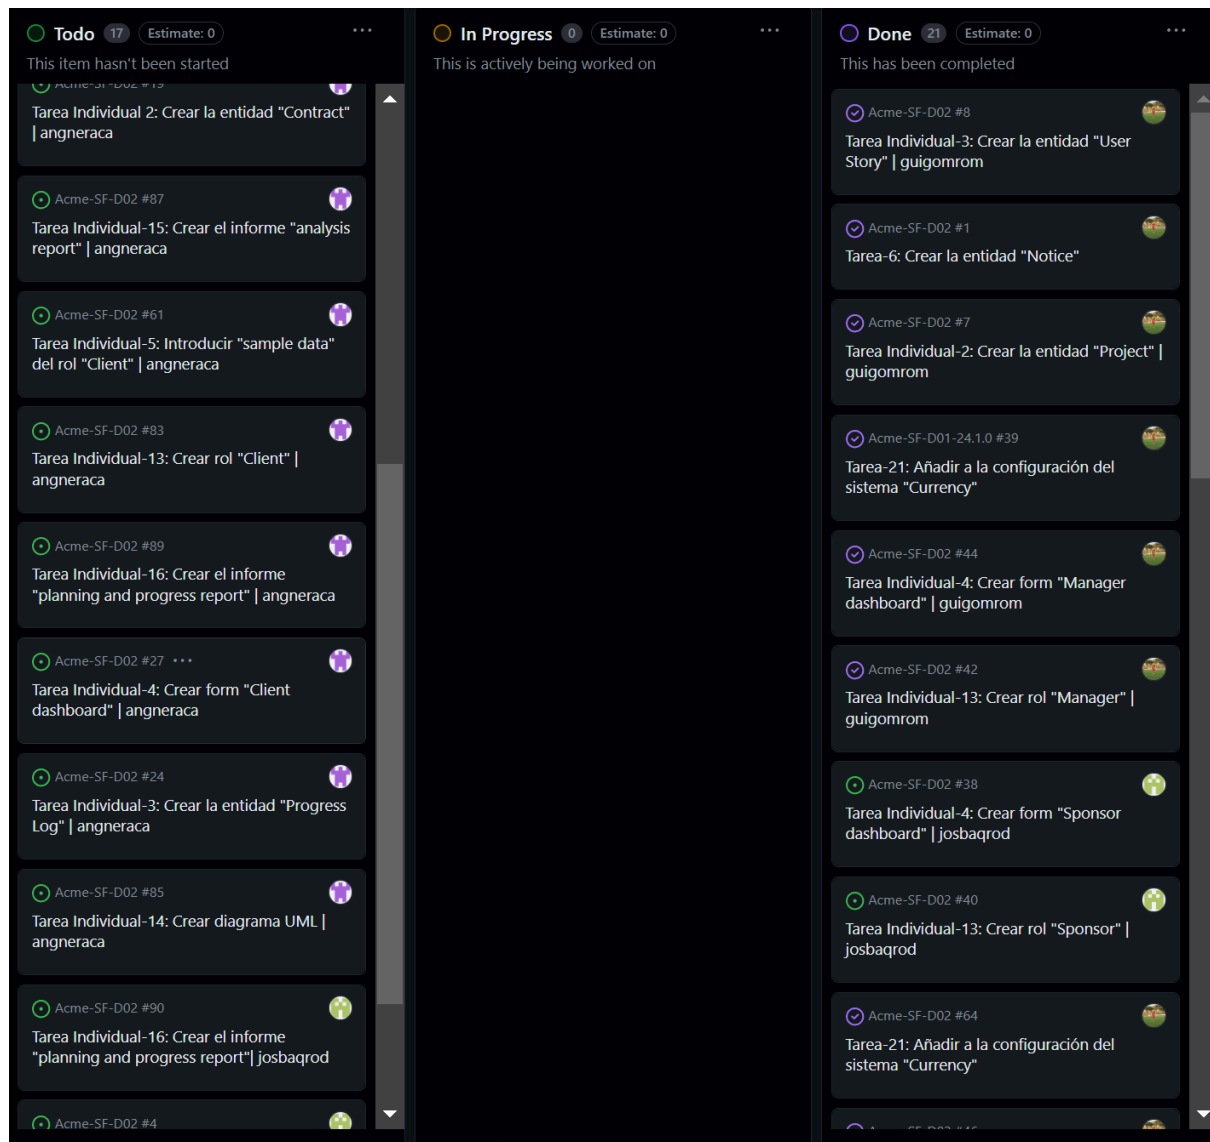 Todo 17 Estimate: 0
This item hasn't been started
Acme-SF-D02 #19
Tarea Individual 2: Crear la entidad "Contract"
| angneraca
Acme-SF-D02 #87
Tarea Individual-15: Crear el informe "analysis
report" | angneraca
Acme-SF-D02 #61
Tarea Individual-5: Introducir "sample data"
del rol "Client" | angneraca
Acme-SF-D02 #83
Tarea Individual-13: Crear rol "Client" |
angneraca
Acme-SF-D02 #89
Tarea Individual-16: Crear el informe
"planning and progress report" | angneraca
Acme-SF-D02 #27
Tarea Individual-4: Crear form "Client
dashboard" | angneraca
Acme-SF-D02 #24
Tarea Individual-3: Crear la entidad "Progress
Log" | angneraca
Acme-SF-D02 #85
Tarea Individual-14: Crear diagrama UML |
angneraca
Acme-SF-D02 #90
Tarea Individual-16: Crear el informe
"planning and progress report"| josbaqrod
Acme-SF-D02 #4
In Progress 0 Estimate: 0
This is actively being worked on
Done 21 Estimate: 0
This has been completed
Acme-SF-D02 #8
Tarea Individual-3: Crear la entidad "User
Story" | guigomrom
Acme-SF-D02 #1
Tarea-6: Crear la entidad "Notice"
Acme-SF-D02 #7
Tarea Individual-2: Crear la entidad "Project" |
guigomrom
Acme-SF-D01-24.1.0 #39
Tarea-21: Añadir a la configuración del
sistema "Currency"
Acme-SF-D02 #44
Tarea Individual-4: Crear form "Manager
dashboard" | guigomrom
Acme-SF-D02 #42
Tarea Individual-13: Crear rol "Manager" |
guigomrom
Acme-SF-D02 #38
Tarea Individual-4: Crear form "Sponsor
dashboard" | josbaqrod
Acme-SF-D02 #40
Tarea Individual-13: Crear rol "Sponsor" |
josbaqrod
Acme-SF-D02 #64
Tarea-21: Añadir a la configuración del
sistema "Currency"